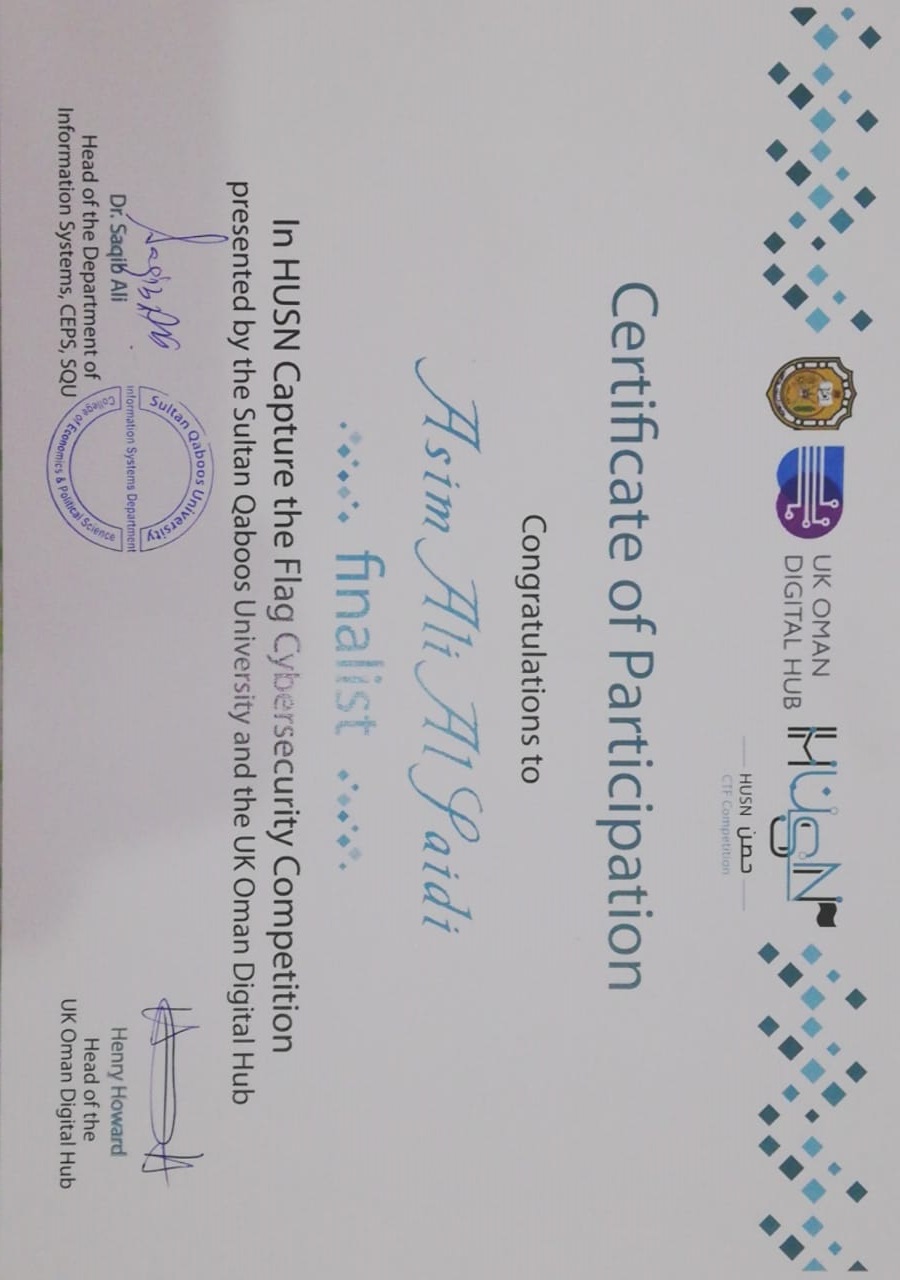 UK OMAN
DIGITAL HUB
HUSN
HUSN حصن
CTF Competition
Certificate of Participation
Congratulations to
Asim Ali Al Saidi
finalist
In HUSN Capture the Flag Cybersecurity Competition
presented by the Sultan Qaboos University and the UK Oman Digital Hub
Saqib Ali
Dr. Saqib Ali
Head of the Department of
Information Systems, CEPS, SQU
Sultan Qaboos University
Information Systems Department
College of Economics & Political Science
Henry Howard
Head of the
UK Oman Digital Hub